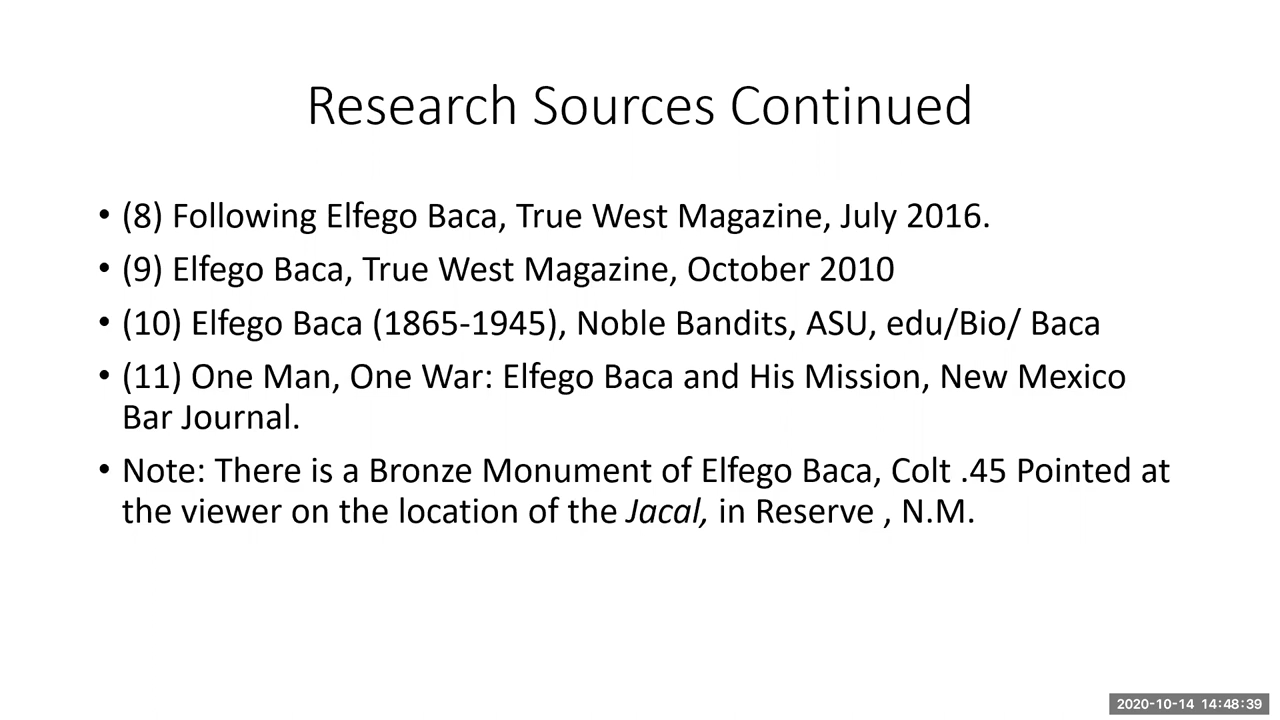 Research Sources Continued
• (8) Following Elfego Baca, True West Magazine, July 2016.
• (9) Elfego Baca, True West Magazine, October 2010
• (10) Elfego Baca (1865-1945), Noble Bandits, ASU, edu/Bio/ Baca
• (11) One Man, One War: Elfego Baca and His Mission, New Mexico
Bar Journal.
• Note: There is a Bronze Monument of Elfego Baca, Colt .45 Pointed at
the viewer on the location of the Jacal, in Reserve , N.M.
2020-10-14 14:48:39